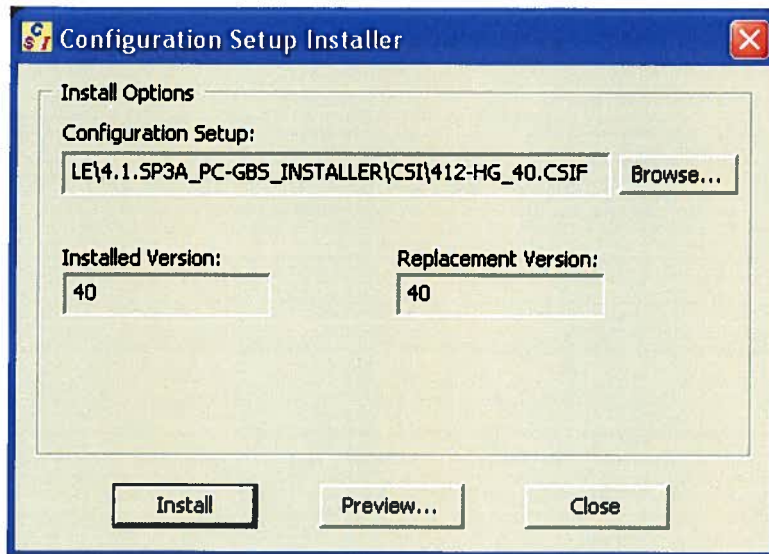 CSI Configuration Setup Installer
Install Options
Configuration Setup:
LE\4.1.SP3A_PC-GBS_INSTALLER\CSI\412-HG_40.CSIF Browse...
Installed Version: Replacement Version:
40 40
Install Preview... Close